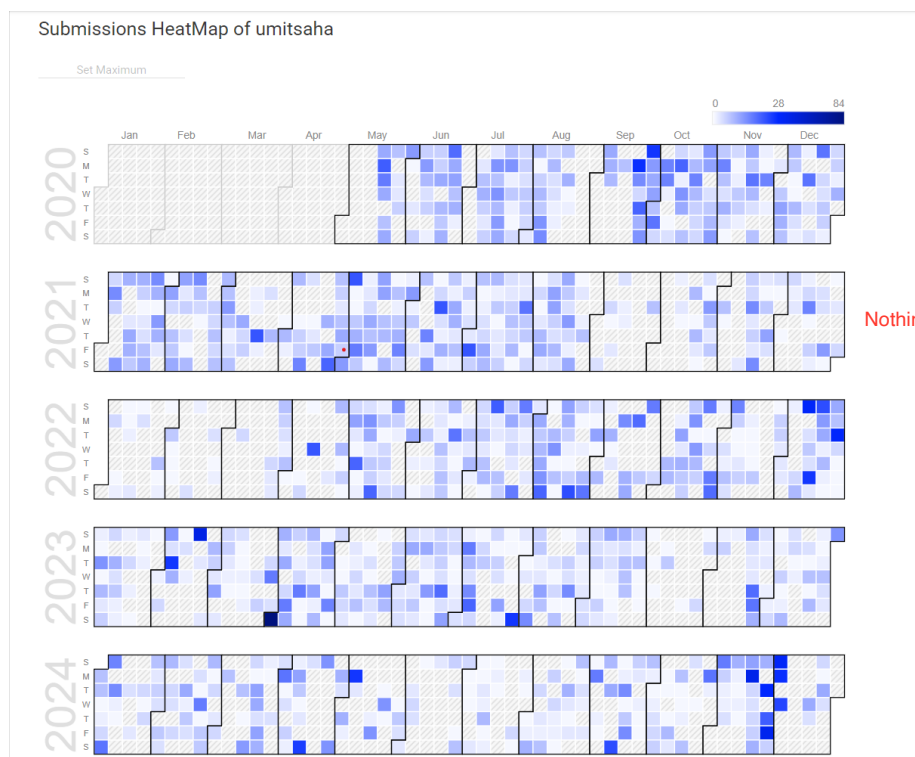 Submissions HeatMap of umitsaha
Set Maximum
0 28 84
Jan Feb Mar Apr May Jun Jul Aug Sep Oct Nov Dec
2020
S
M
T
W
T
F
S
2021
S
M
T
W
T
F
S
Nothin
2022
S
M
T
W
T
F
S
2023
S
M
T
W
T
F
S
2024
S
M
T
W
T
F
S